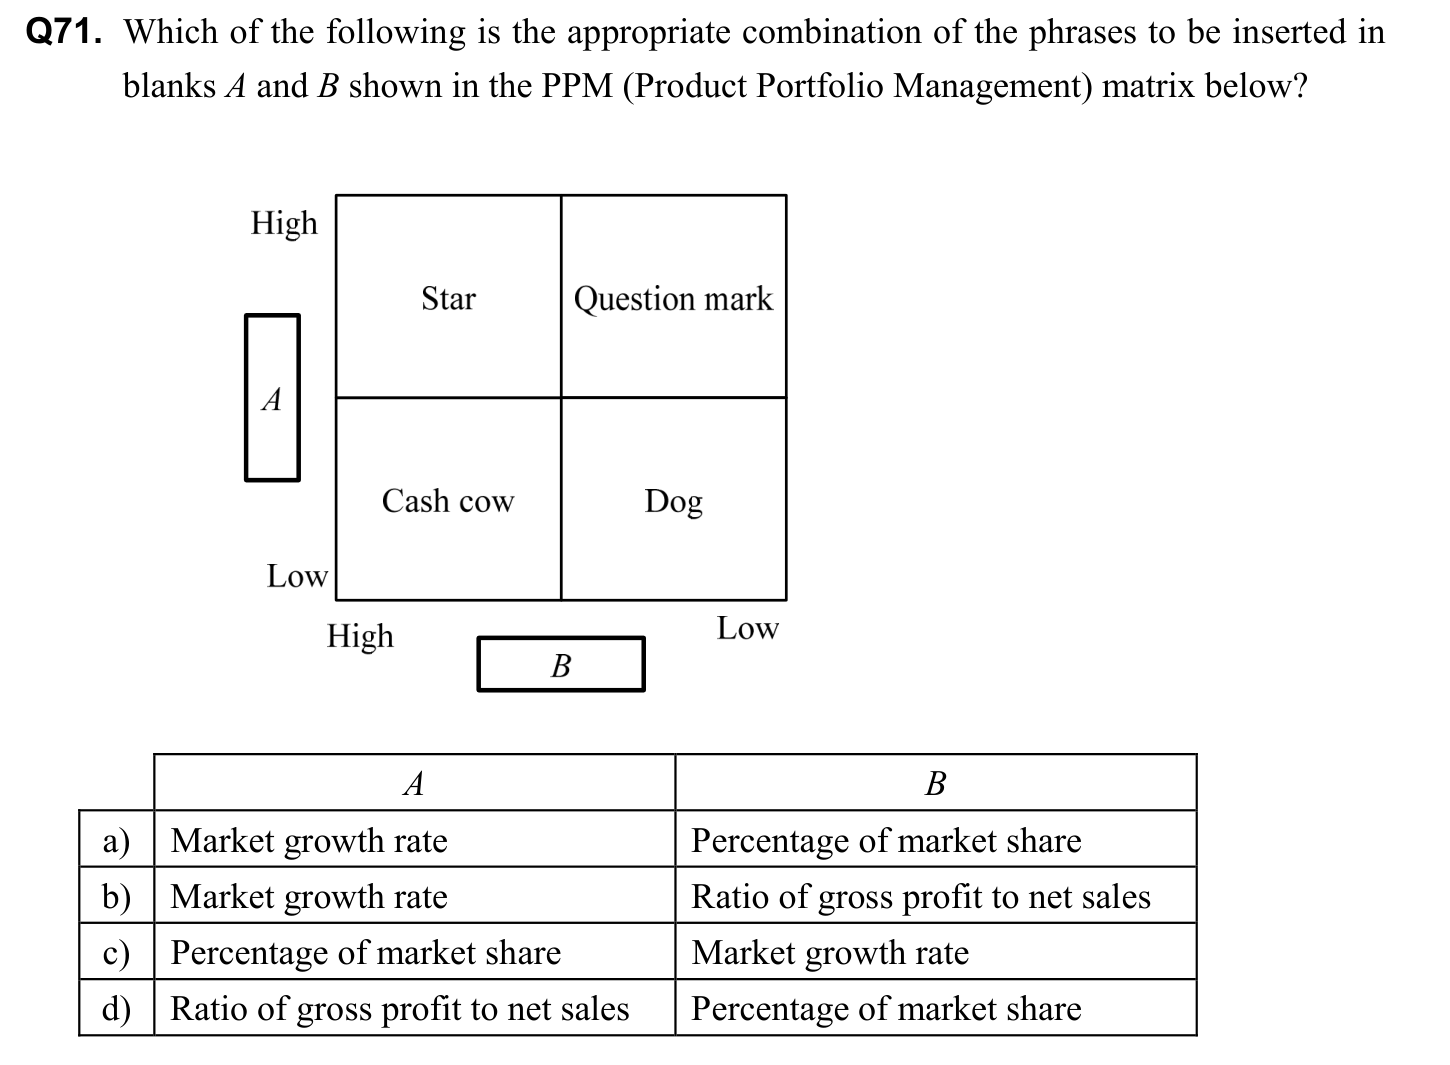 Q71. Which of the following is the appropriate combination of the phrases to be inserted in
blanks A and B shown in the PPM (Product Portfolio Management) matrix below?
High
Star Question mark
A
Cash cow Dog
Low
High Low
B
A B
a) Market growth rate Percentage of market share
b) Market growth rate Ratio of gross profit to net sales
c) Percentage of market share Market growth rate
d) Ratio of gross profit to net sales Percentage of market share